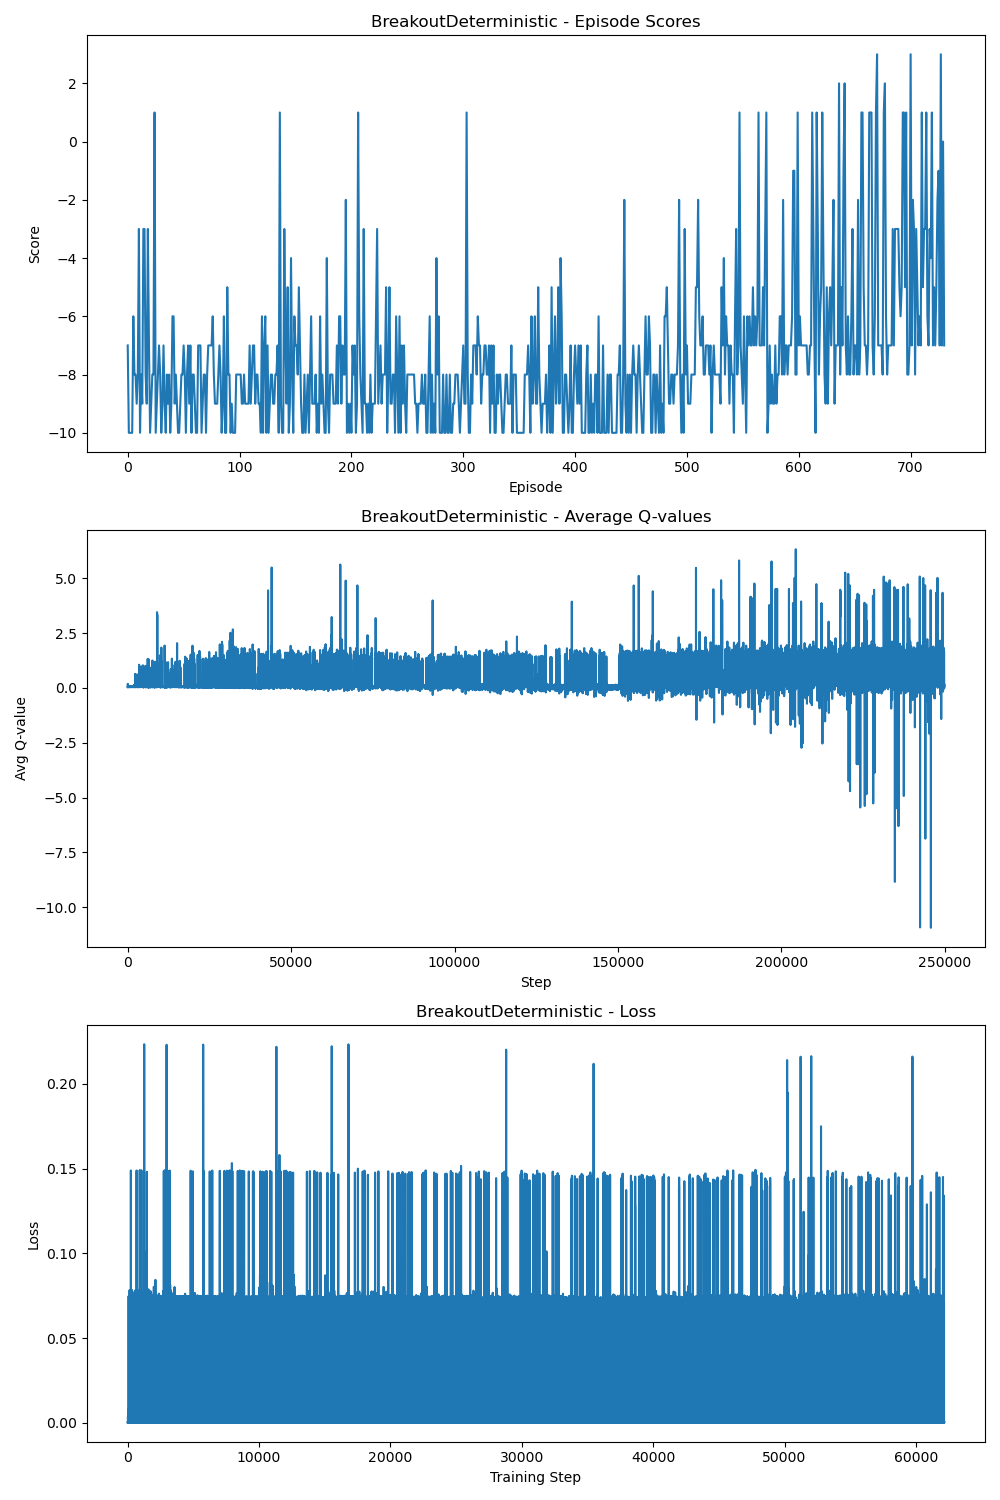 BreakoutDeterministic - Episode Scores
Score
2
0
−2
−4
−6
−8
−10
0 100 200 300 400 500 600 700
Episode
BreakoutDeterministic - Average Q-values
Avg Q-value
5.0
2.5
0.0
−2.5
−5.0
−7.5
−10.0
0 50000 100000 150000 200000 250000
Step
BreakoutDeterministic - Loss
Loss
0.20
0.15
0.10
0.05
0.00
0 10000 20000 30000 40000 50000 60000
Training Step